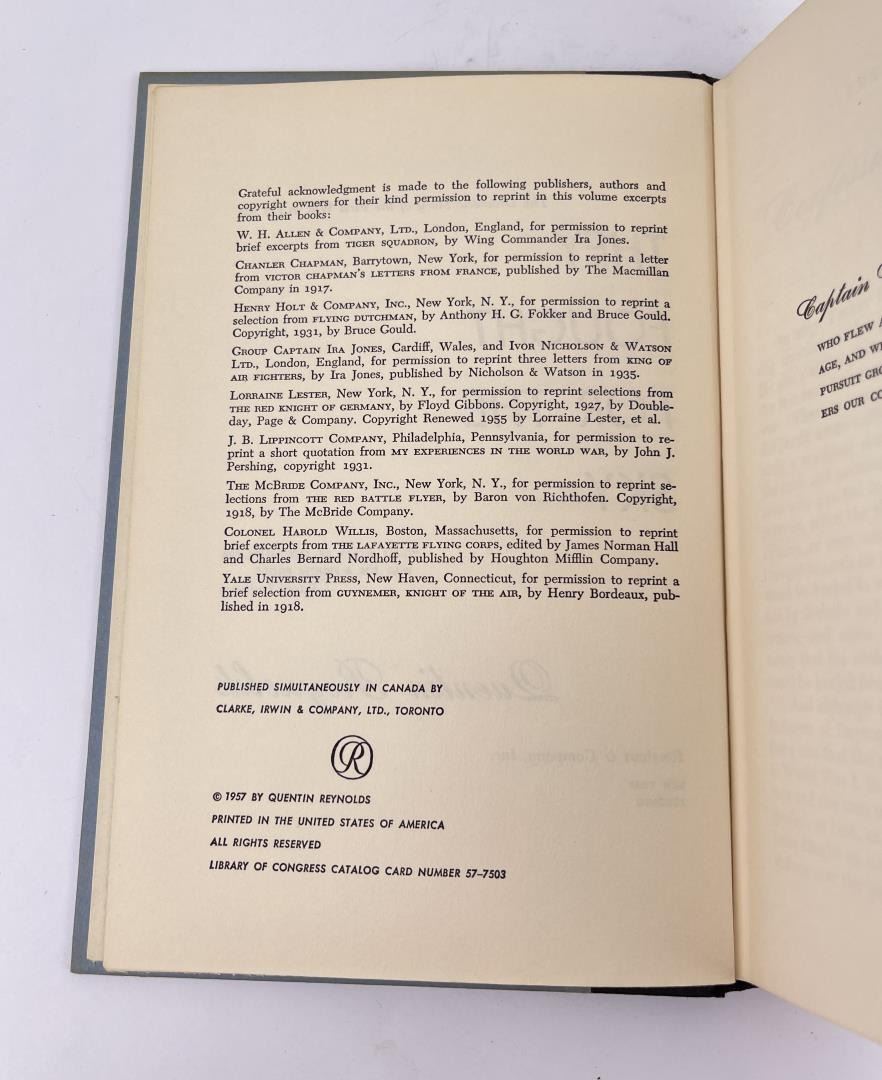 Grateful acknowledgment is made to the following publishers, authors and
copyright owners for their kind permission to reprint in this volume excerpts
from their books:
W. H. ALLEN & COMPANY, LTD., London, England, for permission to reprint
brief excerpts from TIGER SQUADRON, by Wing Commander Ira Jones.
CHANLER CHAPMAN, Barrytown, New York, for permission to reprint a letter
from VICTOR CHAPMAN'S LETTERS FROM FRANCE, published by The Macmillan
Company in 1917.
HENRY HOLT & COMPANY, INC., New York, N. Y., for permission to reprint a
selection from FLYING DUTCHMAN, by Anthony H. G. Fokker and Bruce Gould.
Copyright, 1931, by Bruce Gould.
GROUP CAPTAIN IRA JONES, Cardiff, Wales, and IVOR NICHOLSON & WATSON
LTD., London, England, for permission to reprint three letters from KING OF
AIR FIGHTERS, by Ira Jones, published by Nicholson & Watson in 1935.
LORRAINE LESTER, New York, N. Y., for permission to reprint selections from
THE RED KNIGHT OF GERMANY, by Floyd Gibbons. Copyright, 1927, by Double-
day, Page & Company. Copyright Renewed 1955 by Lorraine Lester, et al.
J. B. LIPPINCOTT COMPANY, Philadelphia, Pennsylvania, for permission to re-
print a short quotation from MY EXPERIENCES IN THE WORLD WAR, by John J.
Pershing, copyright 1931.
THE MCBRIDE COMPANY, INC., New York, N. Y., for permission to reprint se-
lections from THE RED BATTLE FLYER, by Baron von Richthofen. Copyright,
1918, by The McBride Company.
COLONEL HAROLD WILLIS, Boston, Massachusetts, for permission to reprint
brief excerpts from THE LAFAYETTE FLYING CORPS, edited by James Norman Hall
and Charles Bernard Nordhoff, published by Houghton Mifflin Company.
YALE UNIVERSITY PRESS, New Haven, Connecticut, for permission to reprint a
brief selection from GUYNEMER, KNIGHT OF THE AIR, by Henry Bordeaux, pub-
lished in 1918.
PUBLISHED SIMULTANEOUSLY IN CANADA BY
CLARKE, IRWIN & COMPANY, LTD., TORONTO
R
© 1957 BY QUENTIN REYNOLDS
PRINTED IN THE UNITED STATES OF AMERICA
ALL RIGHTS RESERVED
LIBRARY OF CONGRESS CATALOG CARD NUMBER 57-7503
Captain
WHO FLEW
AGE, AND
PURSUIT
ERS OUR